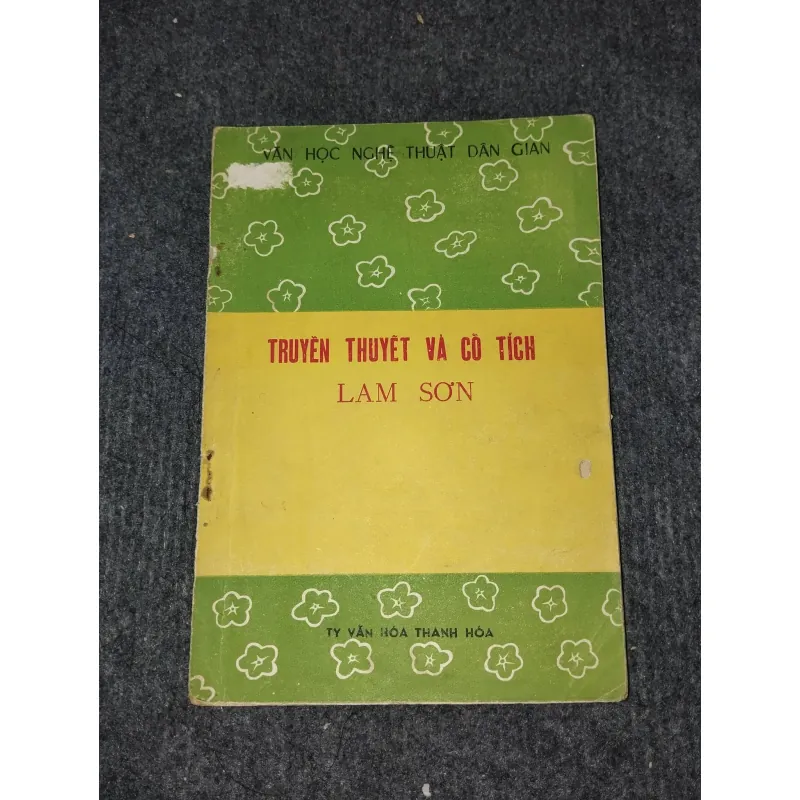 VĂN HỌC NGHỆ THUẬT DÂN GIAN
TRUYỀN THUYẾT VÀ CỔ TÍCH
LAM SƠN
TY VĂN HÓA THANH HÓA